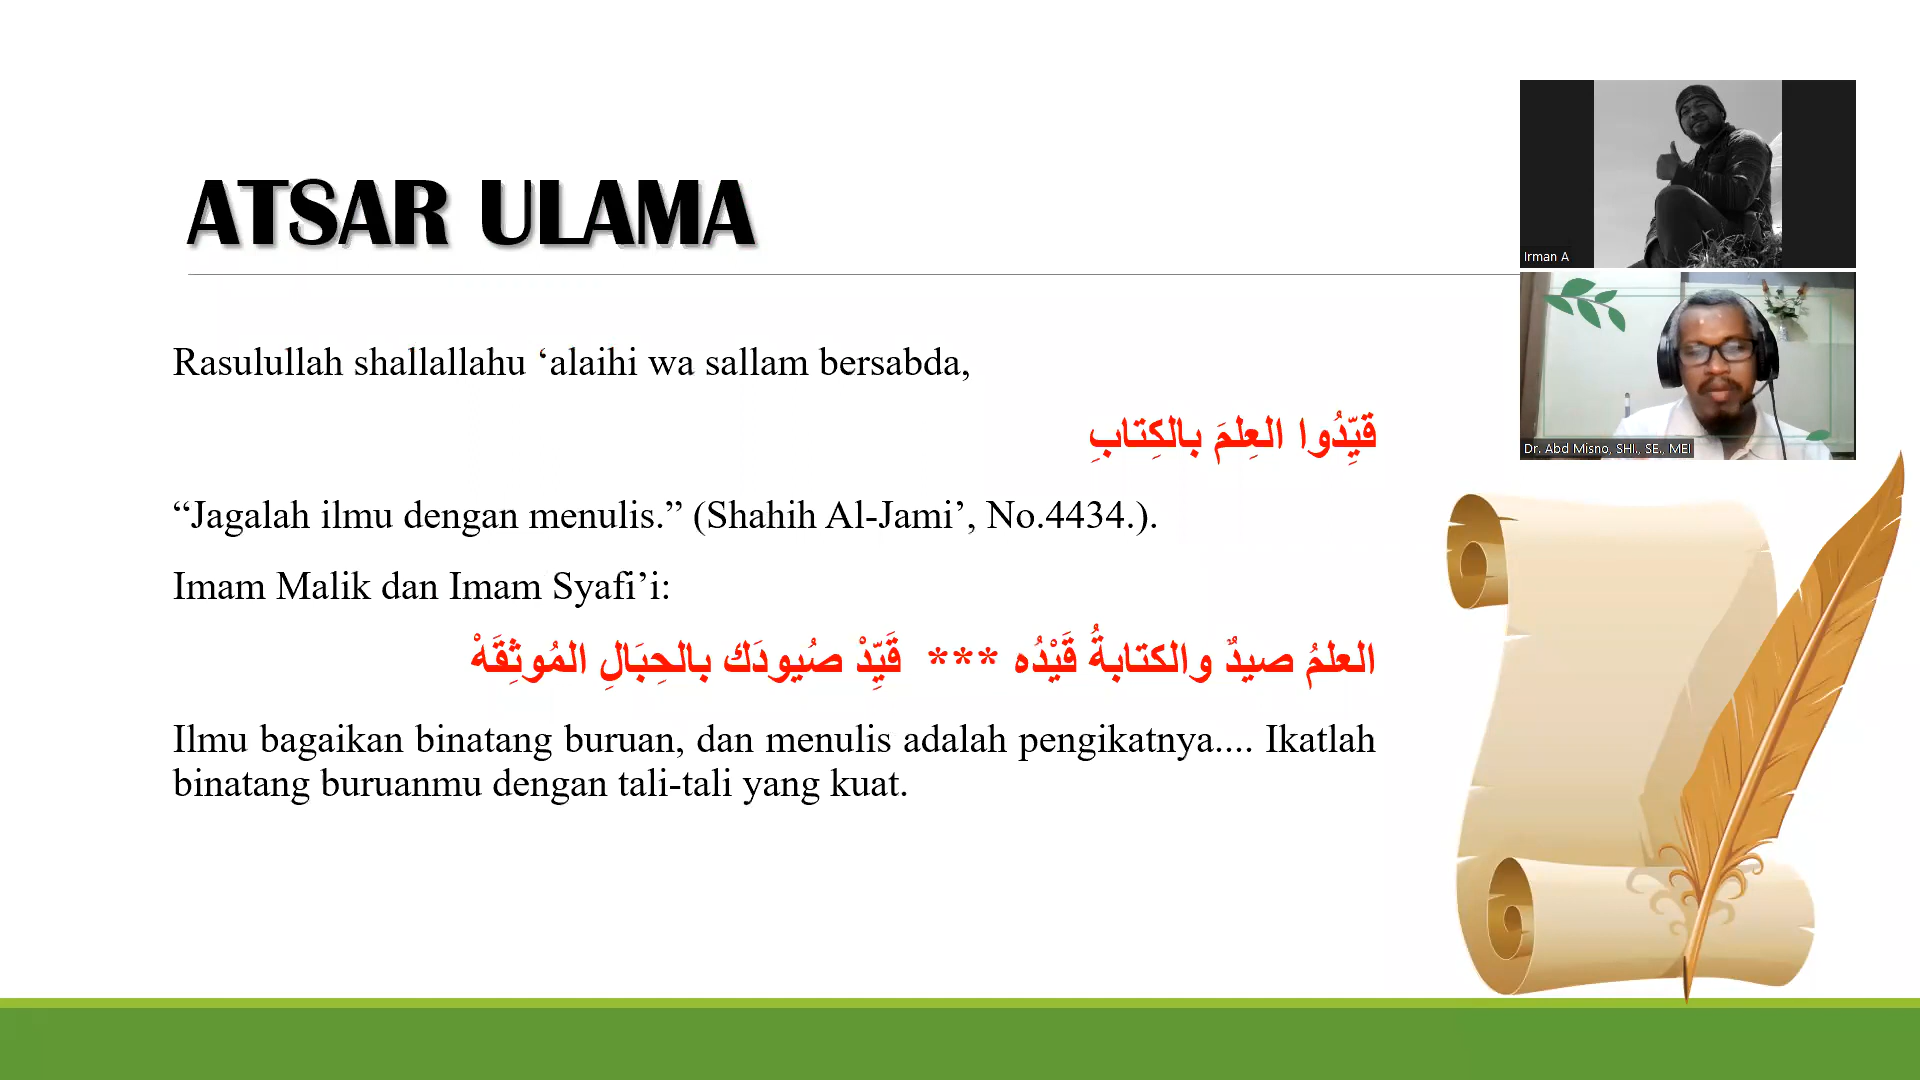 ATSAR ULAMA
Rasulullah shallallahu ‘alaihi wa sallam bersabda,
قَيِّدُوا العِلمَ بالكِتابِ
“Jagalah ilmu dengan menulis.” (Shahih Al-Jami’, No.4434.).
Imam Malik dan Imam Syafi’i:
العلمُ صيدٌ والكتابةُ قَيْدُه *** قَيِّدْ صُيودَك بالحِبَالِ المُوثِقَهْ
Ilmu bagaikan binatang buruan, dan menulis adalah pengikatnya.... Ikatlah
binatang buruanmu dengan tali-tali yang kuat.
Irman A
Dr. Abd Misno, SHI., SE., MEI